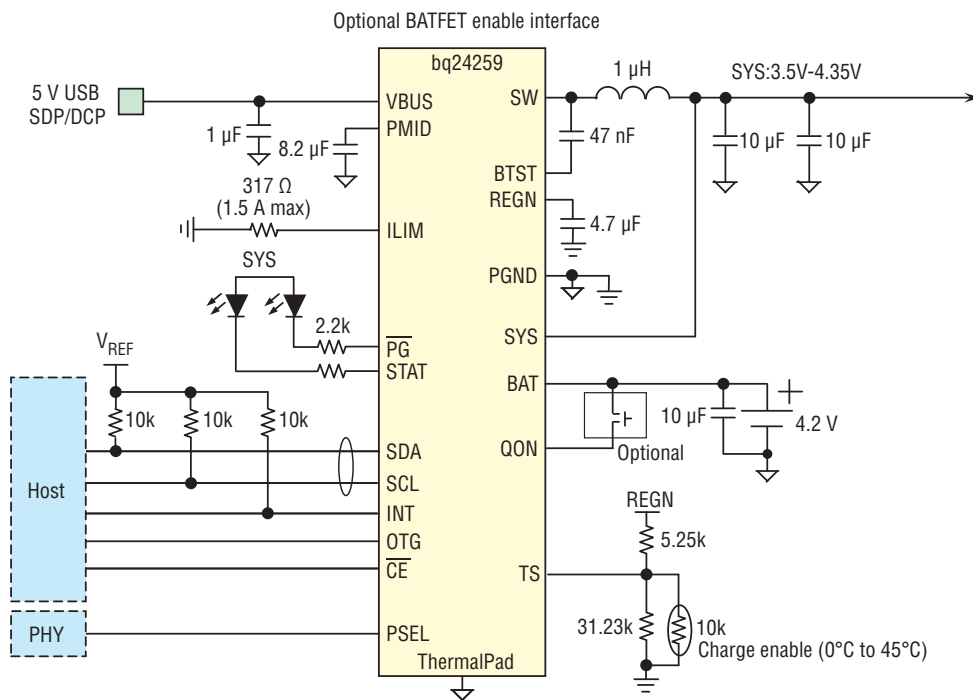 Optional BATFET enable interface
bq24259
5 V USB
SDP/DCP
1 µF
8.2 µF
317 Ω
(1.5 A max)
SYS
2.2k
V_REF
10k
10k
10k
Host
PHY
VBUS
PMID
ILIM
PG
STAT
SDA
SCL
INT
OTG
CE
PSEL
ThermalPad
SW
BTST
REGN
PGND
SYS
BAT
QON
TS
1 µH
SYS:3.5V-4.35V
47 nF
10 µF
10 µF
4.7 µF
Optional
10 µF
+
4.2 V
REGN
5.25k
31.23k
10k
Charge enable (0°C to 45°C)